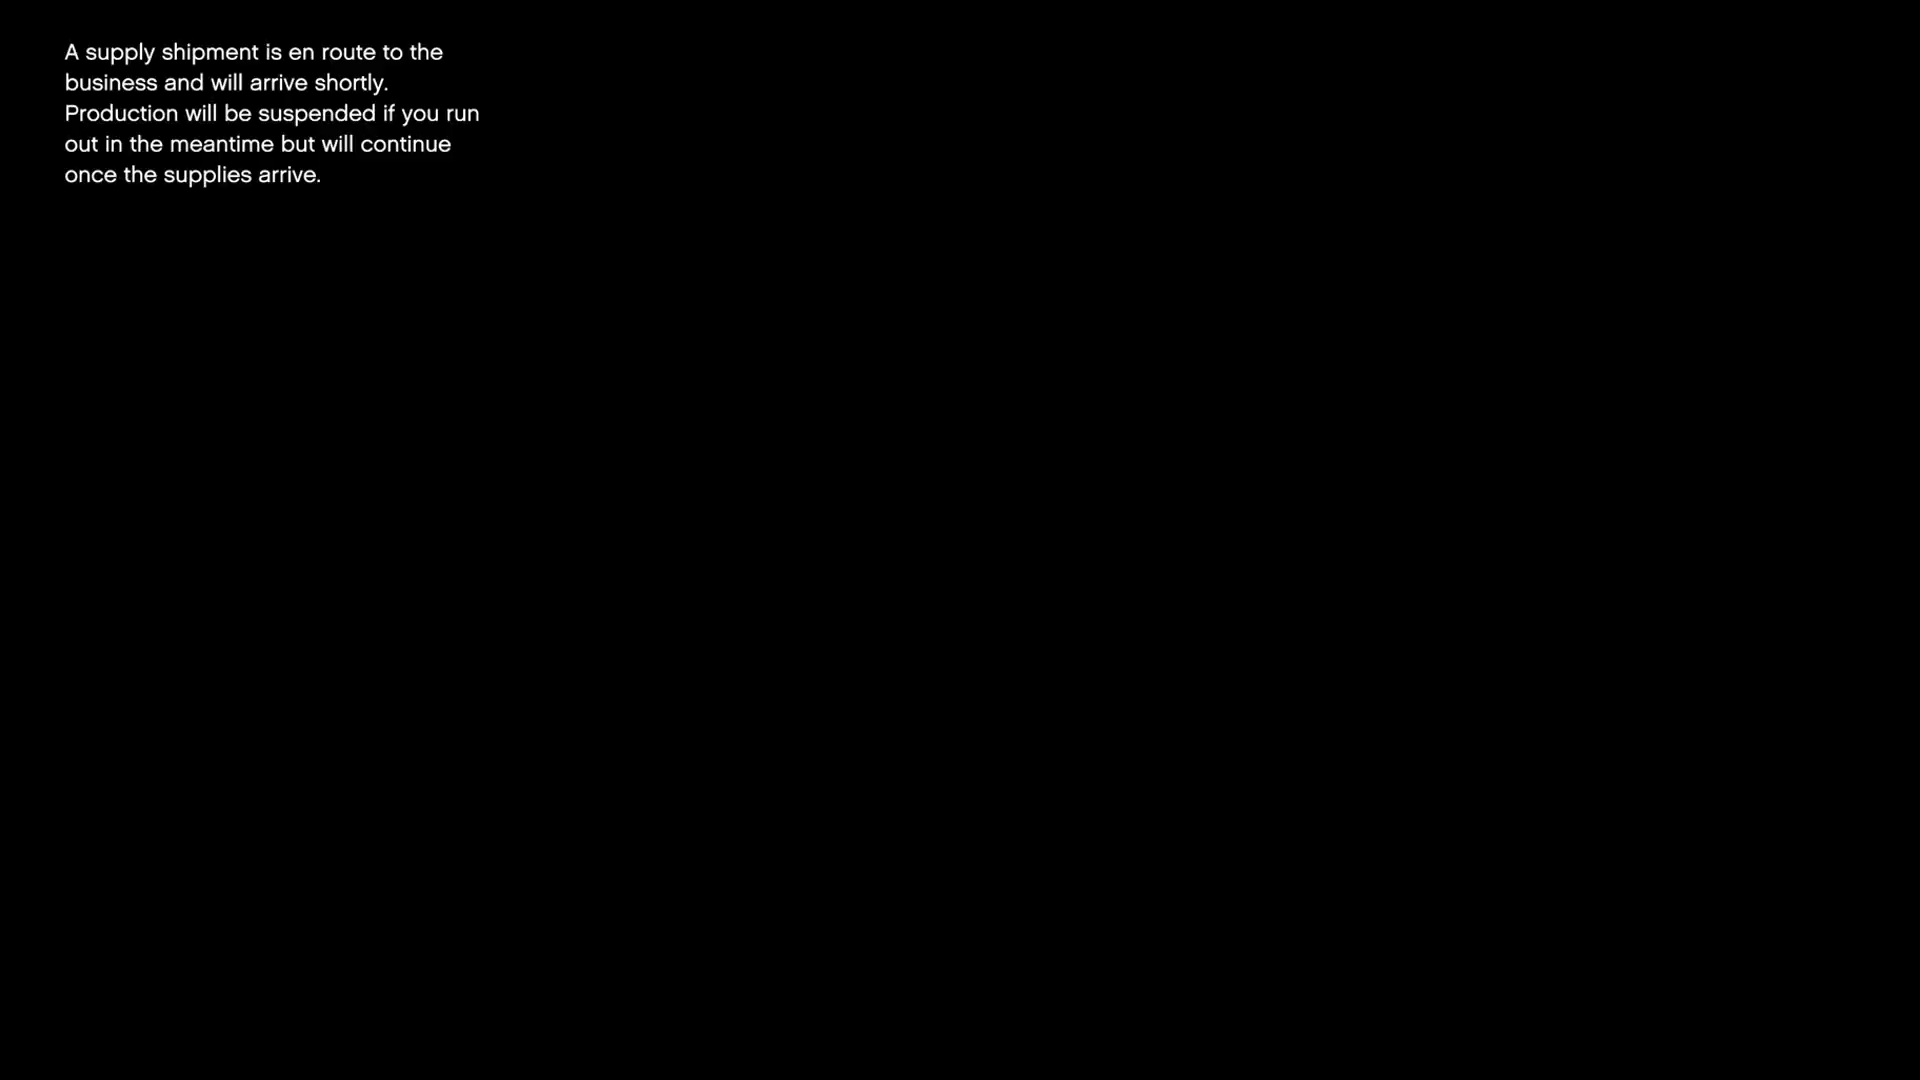 A supply shipment is en route to the
business and will arrive shortly.
Production will be suspended if you run
out in the meantime but will continue
once the supplies arrive.